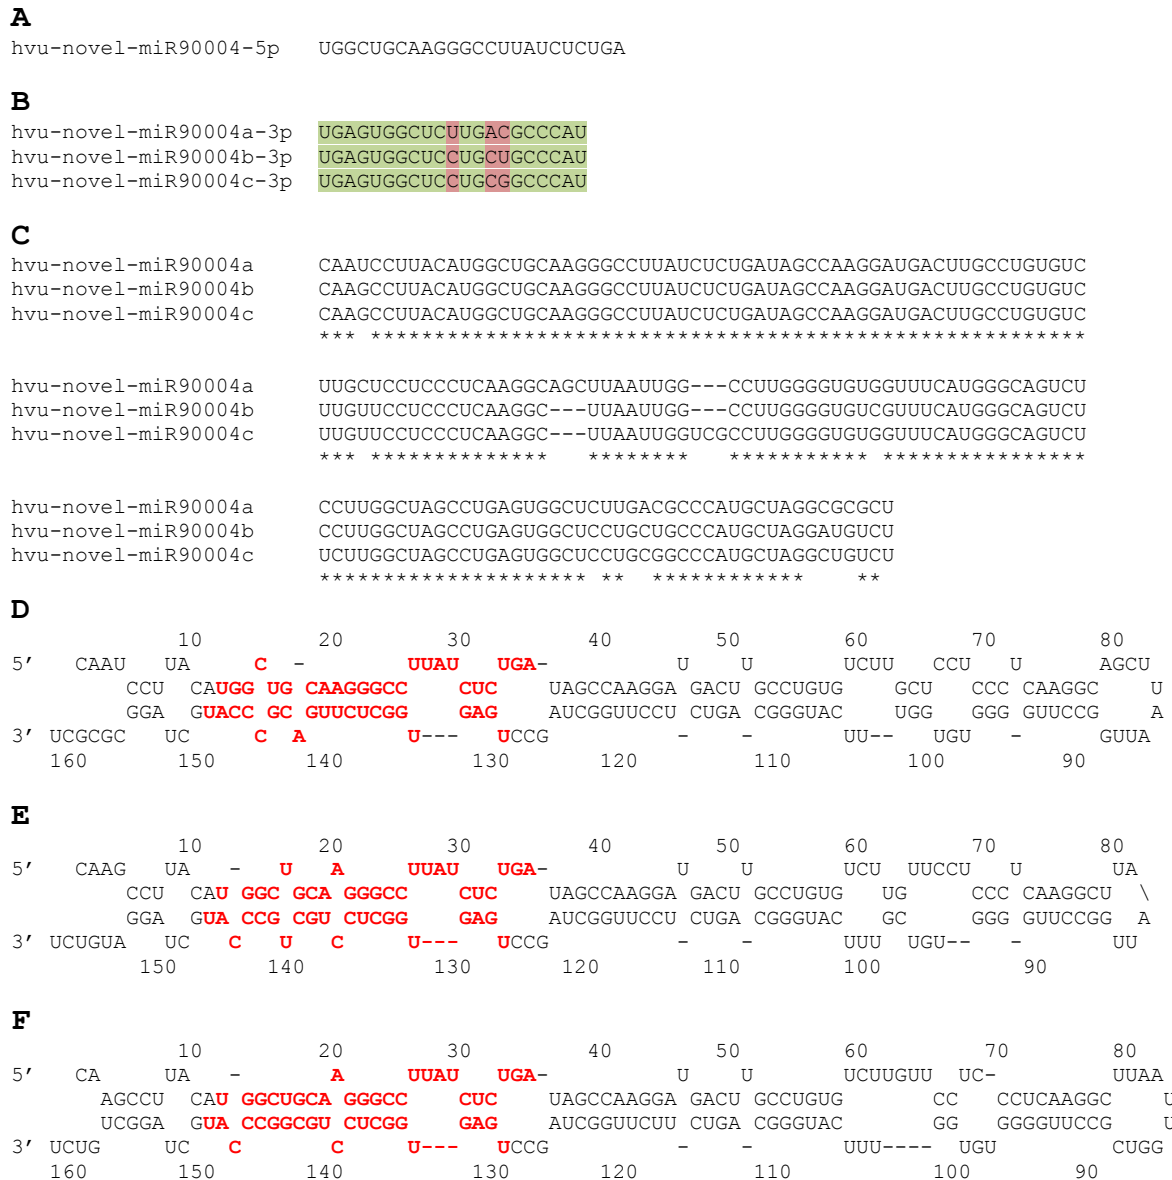 A
hvu-novel-miR90004-5p UGGCUGCAAGGGCCUUAUCUCUGA
B
hvu-novel-miR90004a-3p UGAGUGGCUCUUGACGCCCAU
hvu-novel-miR90004b-3p UGAGUGGCUCCUGCUGCCCAU
hvu-novel-miR90004c-3p UGAGUGGCUCCUGCGGCCCAU
C
hvu-novel-miR90004a CAAUCCUUACAUGGCUGCAAGGGCCUUAUCUCUGAUAGCCAAGGAUGACUUGCCUGUGUC
hvu-novel-miR90004b CAAGCCUUACAUGGCUGCAAGGGCCUUAUCUCUGAUAGCCAAGGAUGACUUGCCUGUGUC
hvu-novel-miR90004c CAAGCCUUACAUGGCUGCAAGGGCCUUAUCUCUGAUAGCCAAGGAUGACUUGCCUGUGUC
*** ********************************************************
hvu-novel-miR90004a UUGCUCCUCCCUCAAGGCAGCUUAAUUGG---CCUUGGGGUGUGGUUUCAUGGGCAGUCU
hvu-novel-miR90004b UUGUUCCUCCCUCAAGGC---UUAAUUGG---CCUUGGGGUGUCGUUUCAUGGGCAGUCU
hvu-novel-miR90004c UUGUUCCUCCCUCAAGGC---UUAAUUGGUCGCCUUGGGGUGUGGUUUCAUGGGCAGUCU
*** ************** ******** *********** ****************
hvu-novel-miR90004a CCUUGGCUAGCCUGAGUGGCUCUUGACGCCCAUGCUAGGCGCGCU
hvu-novel-miR90004b CCUUGGCUAGCCUGAGUGGCUCCUGCUGCCCAUGCUAGGAUGUCU
hvu-novel-miR90004c UCUUGGCUAGCCUGAGUGGCUCCUGCGGCCCAUGCUAGGCUGUCU
********************* ** ************ **
D
10 20 30 40 50 60 70 80
5′ CAAU UA C - UUAU UGA- U U UCUU CCU U AGCU
CCU CAUGG UG CAAGGGCC CUC UAGCCAAGGA GACU GCCUGUG GCU CCC CAAGGC U
GGA GUACC GC GUUCUCGG GAG AUCGGUUCCU CUGA CGGGUAC UGG GGG GUUCCG A
3′ UCGCGC UC C A U--- UCCG - - UU-- UGU - GUUA
160 150 140 130 120 110 100 90
E
10 20 30 40 50 60 70 80
5′ CAAG UA - U A UUAU UGA- U U UCU UUCCU U UA
CCU CAU GGC GCA GGGCC CUC UAGCCAAGGA GACU GCCUGUG UG CCC CAAGGCU \
GGA GUA CCG CGU CUCGG GAG AUCGGUUCCU CUGA CGGGUAC GC GGG GUUCCGG A
3′ UCUGUA UC C U C U--- UCCG - - UUU UGU-- - UU
150 140 130 120 110 100 90
F
10 20 30 40 50 60 70 80
5′ CA UA - A UUAU UGA- U U UCUUGUU UC- UUAA
AGCCU CAU GGCUGCA GGGCC CUC UAGCCAAGGA GACU GCCUGUG CC CCUCAAGGC U
UCGGA GUA CCGGCGU CUCGG GAG AUCGGUUCUU CUGA CGGGUAC GG GGGGUUCCG U
3′ UCUG UC C C U--- UCCG - - UUU---- UGU CUGG
160 150 140 130 120 110 100 90